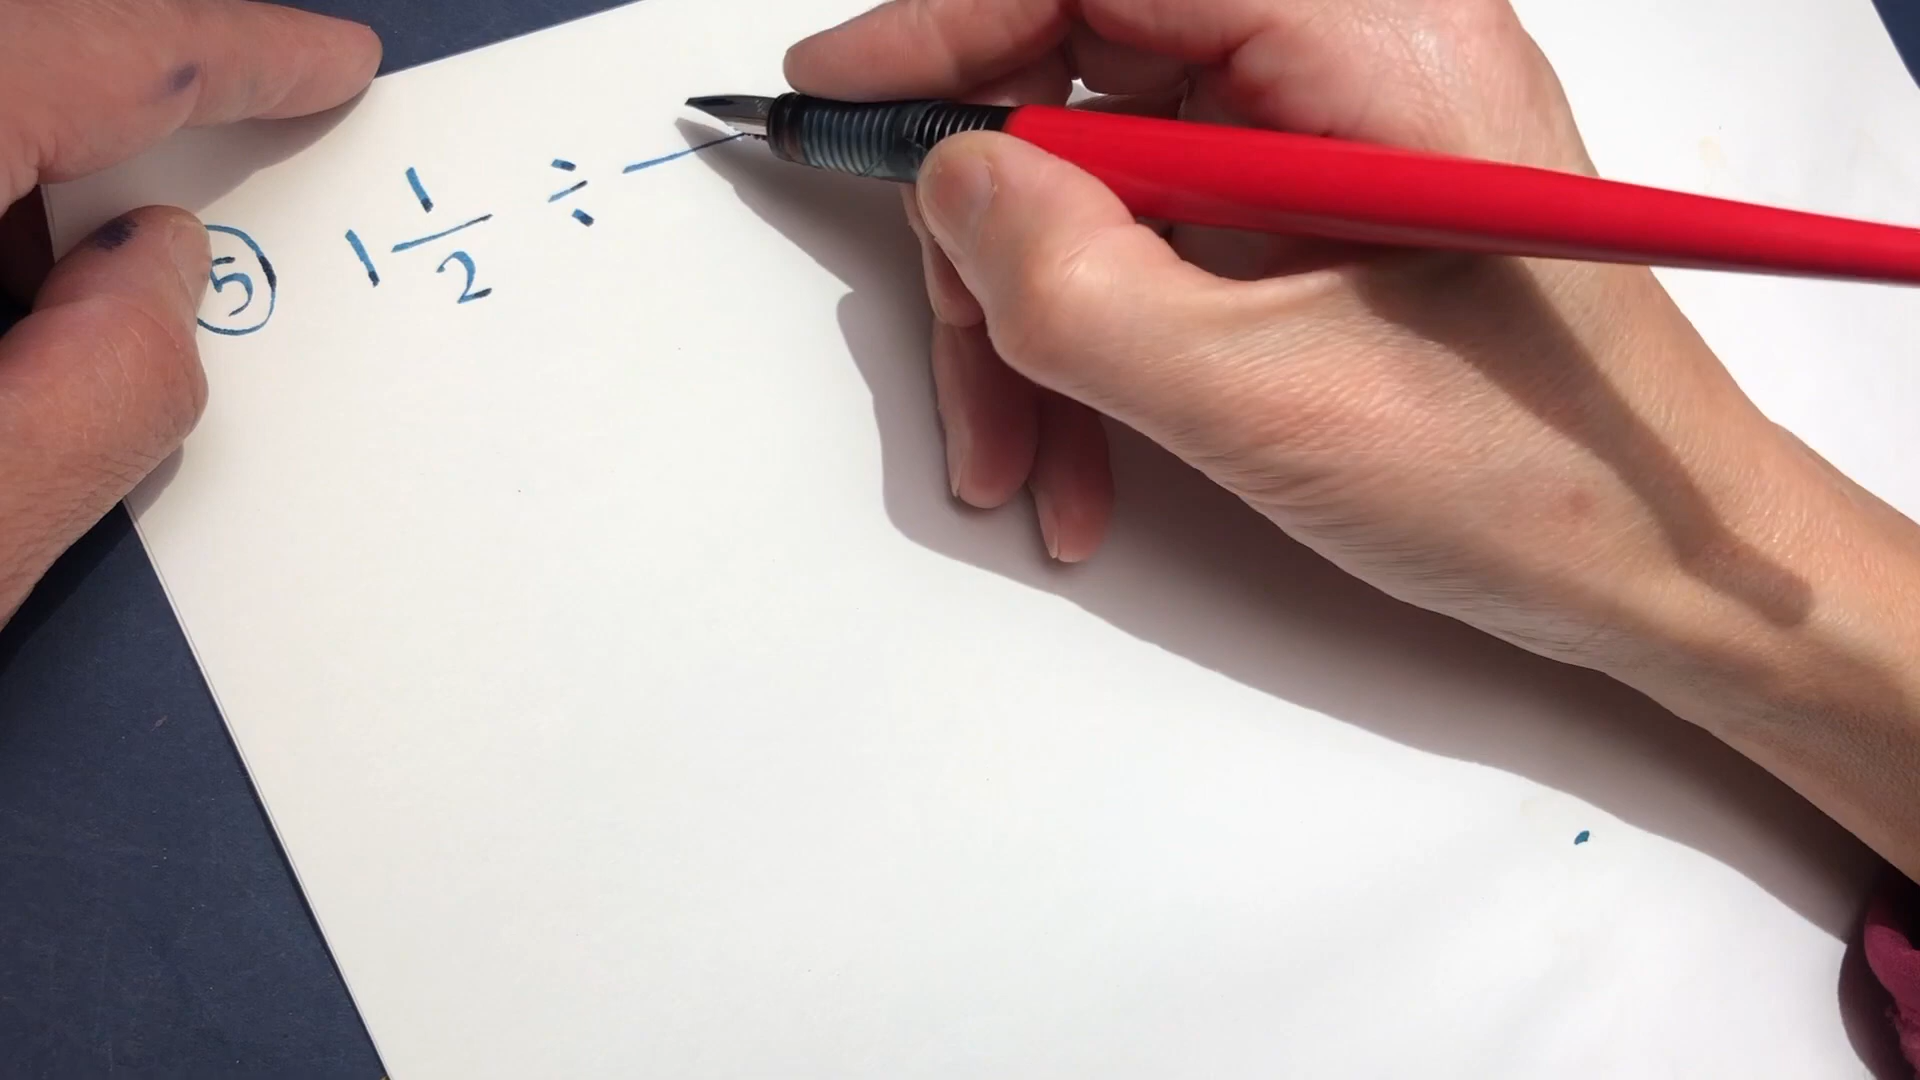 ⑤ 1 1/2 ÷ —